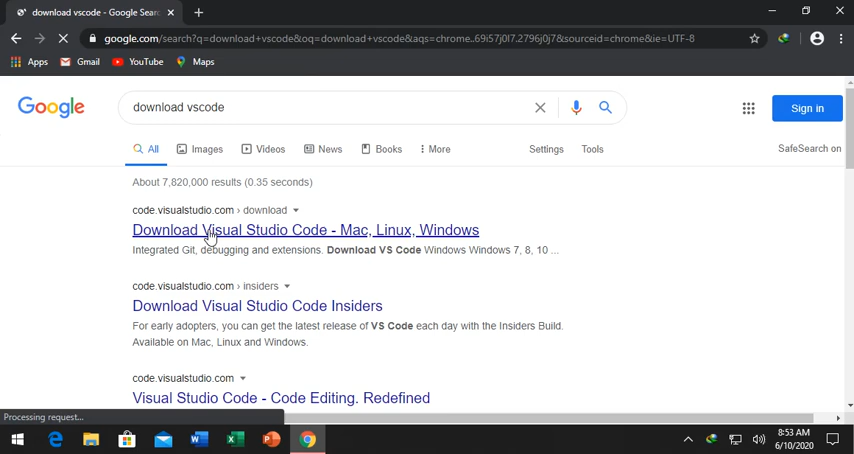 download vscode - Google Searc
google.com/search?q=download+vscode&oq=download+vscode&aqs=chrome..69i57j0l7.2796j0j7&sourceid=chrome&ie=UTF-8
Apps Gmail YouTube Maps
Google download vscode Sign in
All Images Videos News Books More Settings Tools SafeSearch on
About 7,820,000 results (0.35 seconds)
code.visualstudio.com › download
Download Visual Studio Code - Mac, Linux, Windows
Integrated Git, debugging and extensions. Download VS Code Windows Windows 7, 8, 10 ...
code.visualstudio.com › insiders
Download Visual Studio Code Insiders
For early adopters, you can get the latest release of VS Code each day with the Insiders Build.
Available on Mac, Linux and Windows.
code.visualstudio.com
Visual Studio Code - Code Editing. Redefined
Processing request...
8:53 AM
6/10/2020